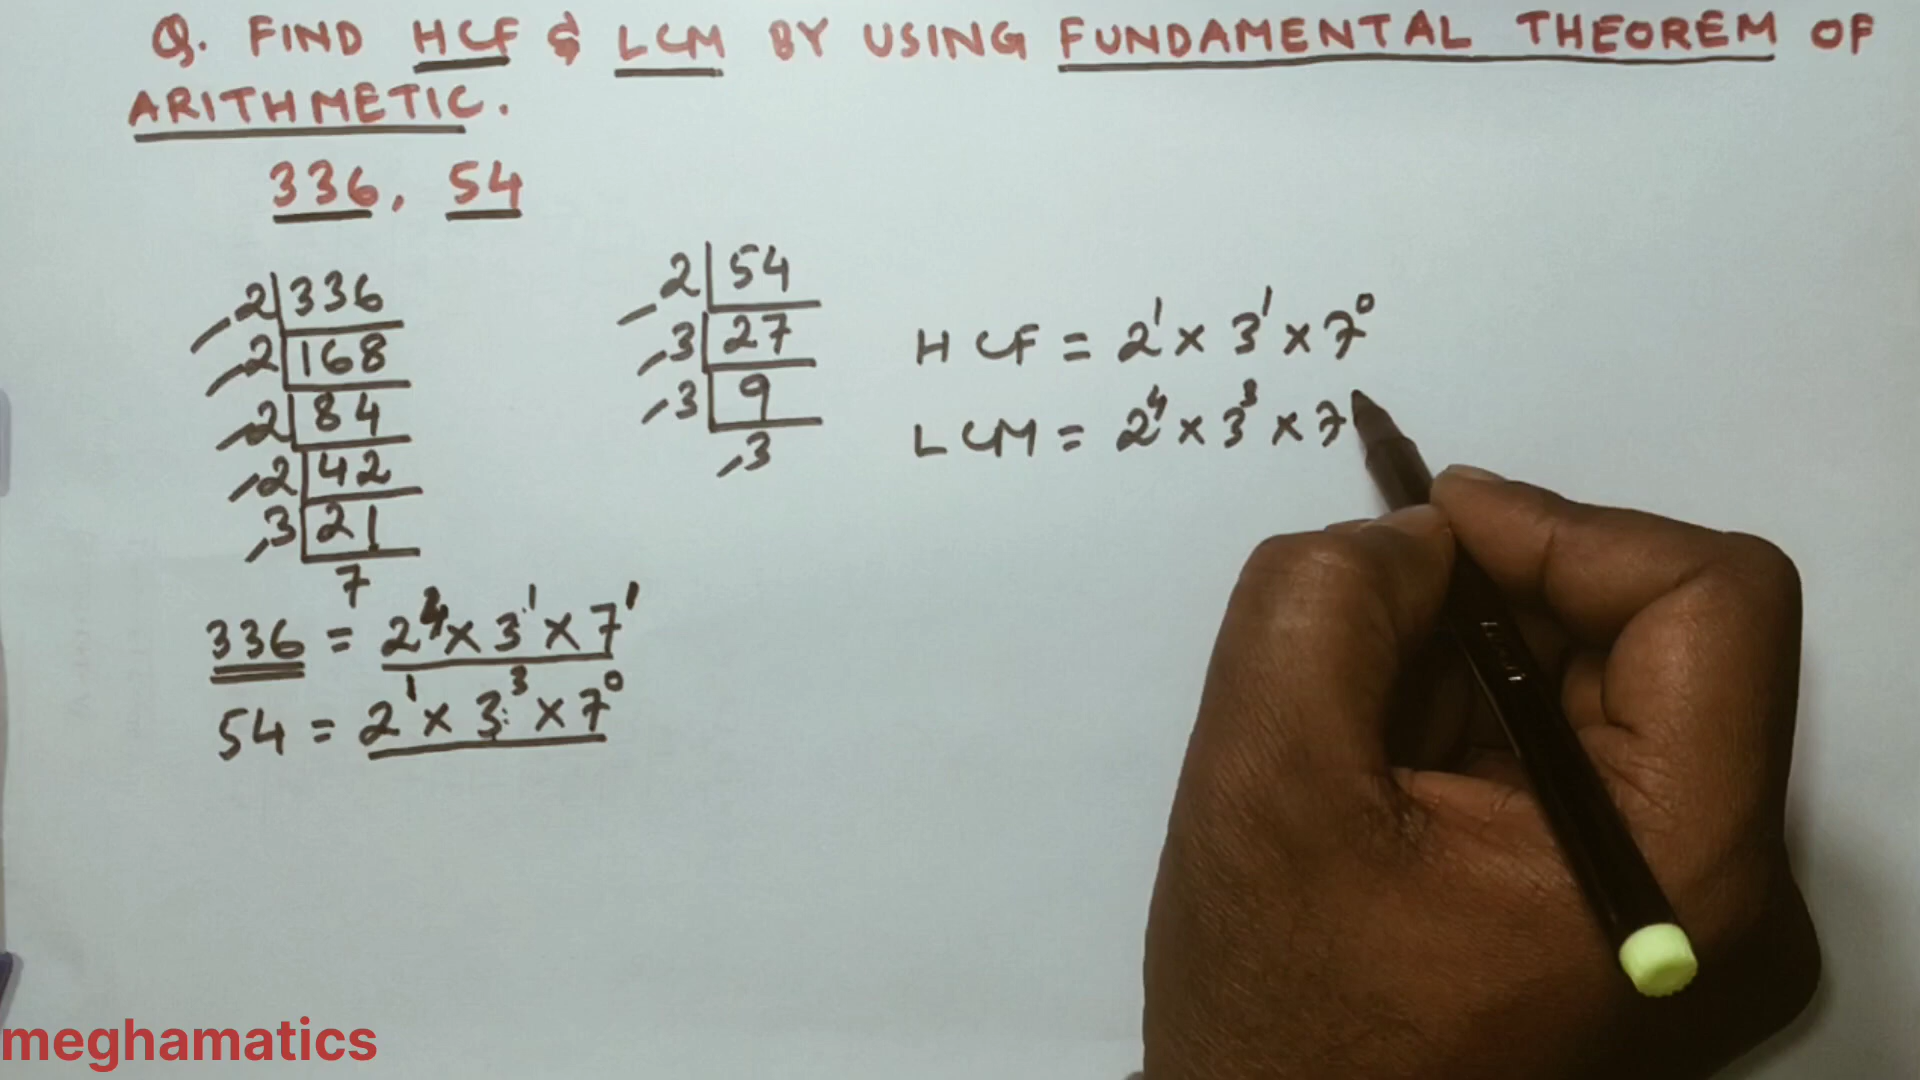 Q. FIND HCF & LCM BY USING FUNDAMENTAL THEOREM OF
ARITHMETIC.
336, 54
2|336
2|168
2|84
2|42
3|21
7
2|54
3|27
3|9
3
HCF = 2¹ × 3¹ × 7⁰
LCM = 2⁴ × 3³ × 7
336 = 2⁴ × 3¹ × 7¹
54 = 2¹ × 3³ × 7⁰
meghamatics